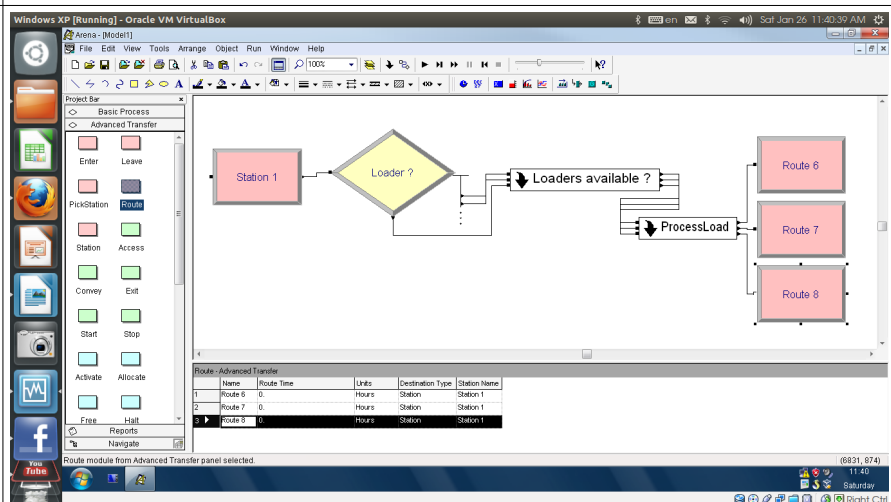 Windows XP [Running] - Oracle VM VirtualBox
en
Sat Jan 26 11:40:39 AM
Arena - [Model1]
File Edit View Tools Arrange Object Run Window Help
100%
A
Project Bar
Basic Process
Advanced Transfer
Enter Leave
PickStation Route
Station Access
Convey Exit
Start Stop
Activate Allocate
Free Halt
Reports
Navigate
Station 1
Loader ?
Loaders available ?
ProcessLoad
Route 6
Route 7
Route 8
Route - Advanced Transfer
Name Route Time Units Destination Type Station Name
1 Route 6 0. Hours Station Station 1
2 Route 7 0. Hours Station Station 1
3 Route 8 0. Hours Station Station 1
Route module from Advanced Transfer panel selected.
(6831, 874)
You
Tube
11:40
Saturday
Right Ctrl